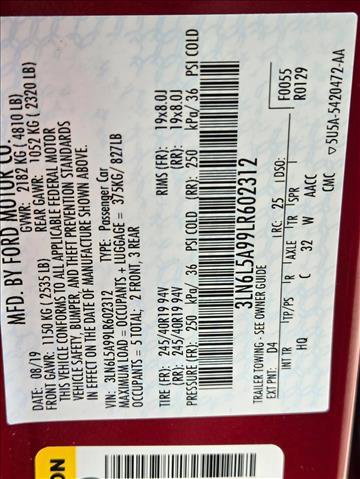 MFD. BY FORD MOTOR CO.
DATE: 08/19 GVWR: 2182 KG ( 4810 LB)
FRONT GAWR: 1150 KG ( 2535 LB) REAR GAWR: 1052 KG ( 2320 LB)
THIS VEHICLE CONFORMS TO ALL APPLICABLE FEDERAL MOTOR
VEHICLE SAFETY, BUMPER, AND THEFT PREVENTION STANDARDS
IN EFFECT ON THE DATE OF MANUFACTURE SHOWN ABOVE.
VIN: 3LN6L5A99LR602312 TYPE: Passenger Car
MAXIMUM LOAD = OCCUPANTS + LUGGAGE = 375KG/ 827LB
OCCUPANTS = 5 TOTAL: 2 FRONT, 3 REAR
TIRE (FR): 245/40R19 94V RIMS (FR): 19x8.0J
TIRE (RR): 245/40R19 94V (RR): 19x8.0J
PRESSURE (FR): 250 kPa/ 36 PSI COLD (RR): 250 kPa/ 36 PSI COLD
3LN6L5A99LR602312
TRAILER TOWING - SEE OWNER GUIDE
F0055
R0129
EXT PNT: D4 RC: 25 DSO:
INT TR TP/PS R AXLE TR SPR
HQ C 32 W AACC
CMC
5U5A-5420472-AA
ON